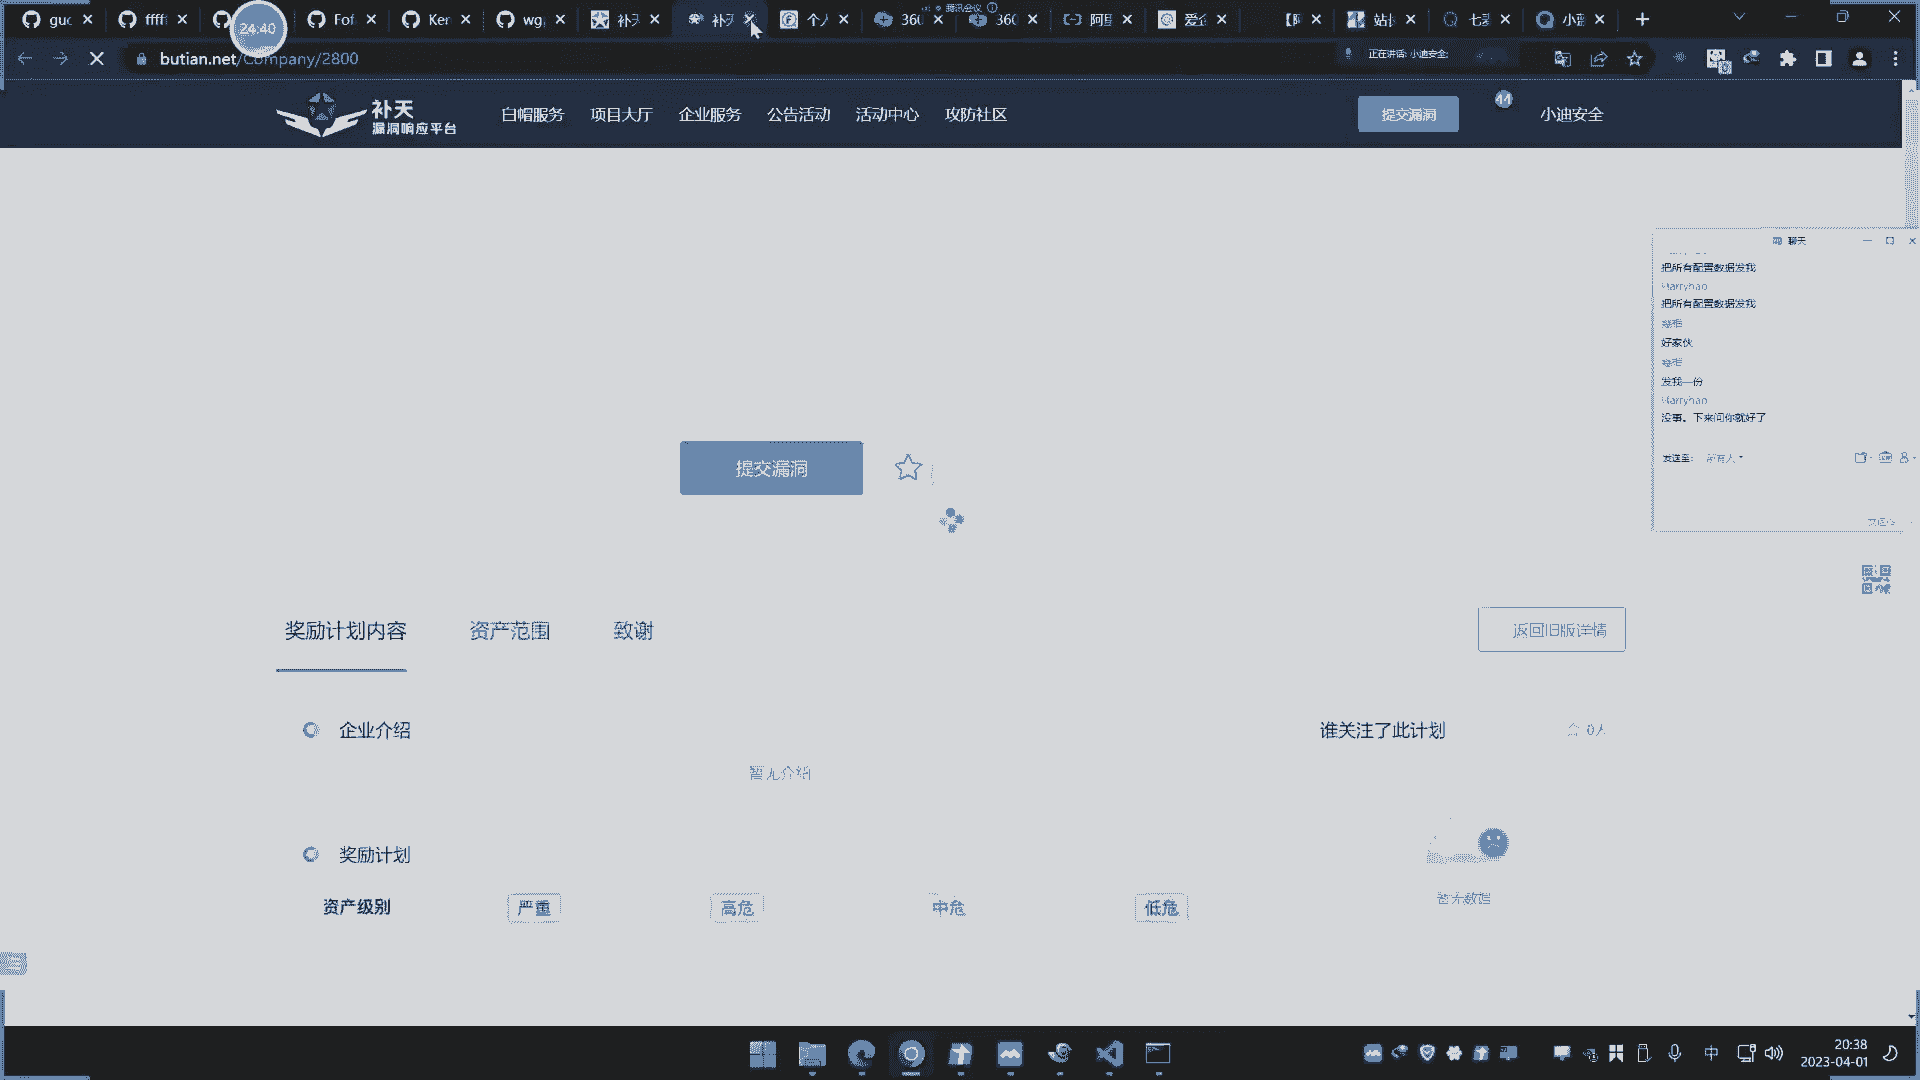 guc
ffff
Fof
Ker
wg
补天
补天
个人
360
360
阿里
爱企
站长
七麦
小蓝
24:40
腾讯会议
butian.net/Company/2800
正在讲话: 小迪安全;
补天
漏洞响应平台
白帽服务
项目大厅
企业服务
公告活动
活动中心
攻防社区
提交漏洞
44
小迪安全
聊天
把所有配置数据发我
Harryhao
把所有配置数据发我
好家伙
发我一份
Harryhao
没事。下来问你就好了
发送至:
所有人
提交漏洞
奖励计划内容
资产范围
致谢
返回旧版详情
企业介绍
谁关注了此计划
0人
暂无介绍
奖励计划
暂无数据
资产级别
严重
高危
中危
低危
中
20:38
2023-04-01